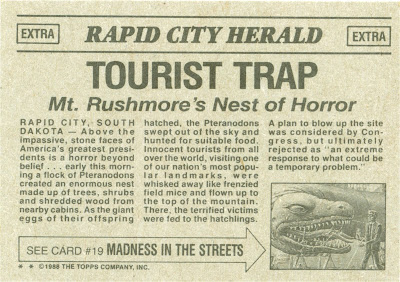 EXTRA RAPID CITY HERALD EXTRA
TOURIST TRAP
Mt. Rushmore's Nest of Horror
RAPID CITY, SOUTH
DAKOTA — Above the
impassive, stone faces of
America's greatest presi-
dents is a horror beyond
belief . . . early this morn-
ing a flock of Pteranodons
created an enormous nest
made up of trees, shrubs
and shredded wood from
nearby cabins. As the giant
eggs of their offspring
hatched, the Pteranodons
swept out of the sky and
hunted for suitable food.
Innocent tourists from all
over the world, visiting one
of our nation's most popu-
lar landmarks, were
whisked away like frenzied
field mice and flown up to
the top of the mountain.
There, the terrified victims
were fed to the hatchlings.
A plan to blow up the site
was considered by Con-
gress, but ultimately
rejected as "an extreme
response to what could be
a temporary problem."
SEE CARD #19 MADNESS IN THE STREETS
* * ©1988 THE TOPPS COMPANY, INC.